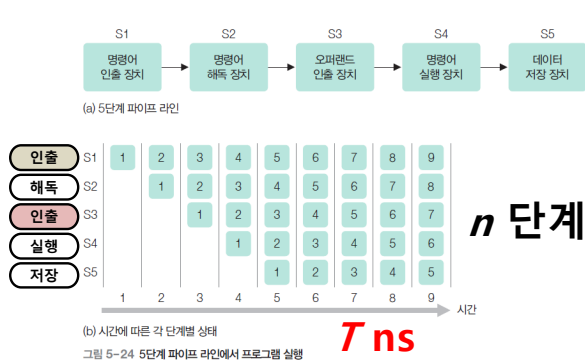 S1 S2 S3 S4 S5
명령어 인출 장치
명령어 해독 장치
오퍼랜드 인출 장치
명령어 실행 장치
데이터 저장 장치
(a) 5단계 파이프 라인
인출 S1 1 2 3 4 5 6 7 8 9
해독 S2 1 2 3 4 5 6 7 8
인출 S3 1 2 3 4 5 6 7
실행 S4 1 2 3 4 5 6
저장 S5 1 2 3 4 5
n 단계
1 2 3 4 5 6 7 8 9
시간
(b) 시간에 따른 각 단계별 상태
T ns
그림 5-24 5단계 파이프 라인에서 프로그램 실행